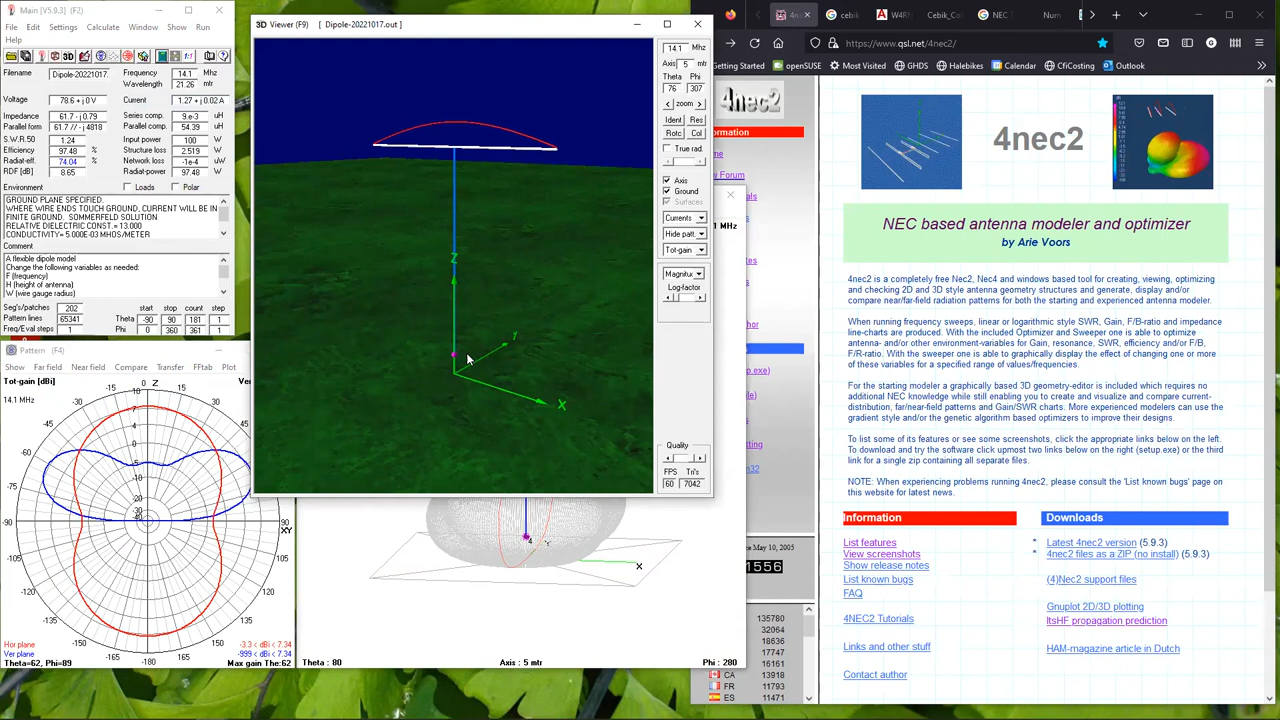 Main [V5.9.3] (F2)
File Edit Settings Calculate Window Show Run
Help
Filename Dipole-20221017.
Frequency 14.1 Mhz
Wavelength 21.26 mtr
Voltage 78.6 + j 0 V
Current 1.27 + j 0.02 A
Impedance 61.7 - j 0.79
Series comp. 9.e-3 uH
Parallel form 61.7 // - j 4818
Parallel comp. 54.39 uH
S.W.R.50 1.24
Input power 100 W
Efficiency 97.48 %
Structure loss 2.519 W
Radiat-eff. 74.04 %
Network loss -1e-4 uW
RDF [dB] 8.65
Radiat-power 97.48 W
Environment Loads Polar
GROUND PLANE SPECIFIED.
WHERE WIRE ENDS TOUCH GROUND, CURRENT WILL BE IN
FINITE GROUND. SOMMERFELD SOLUTION
RELATIVE DIELECTRIC CONST.= 13.000
CONDUCTIVITY= 5.000E-03 MHOS/METER
Comment
A flexible dipole model
Change the following variables as needed:
F (frequency)
H (height of antenna)
W (wire gauge radius)
Seg's/patches 202
start stop count step
Pattern lines 65341
Theta -90 90 181 1
Freq/Eval steps 1
Phi 0 360 361 1
Pattern (F4)
Show Far field Near field Compare Transfer FFtab Plot
Tot-gain [dBi] Ver
14.1 MHz
Hor plane
Ver plane
Theta=62, Phi=89
-3.3 < dBi < 7.34
-999 < dBi < 7.34
Max gain The:62
3D Viewer (F9) [ Dipole-20221017.out ]
Z
X
14.1 Mhz
Axis 5 mtr
Theta Phi
76 307
< zoom >
Ident Res
Rotc Col
True rad.
Axis
Ground
Surfaces
Currents
Hide patt.
Tot-gain
Log-factor
Quality
FPS Tri's
60 7042
X
Theta : 80 Axis : 5 mtr Phi : 280
4nec2
135780
32064
18636
17747
16161
CA 13918
FR 11793
ES 11471
https://www.qsl.net/4nec2/
Getting Started openSUSE Most Visited GHDS Halebikes Calendar CfiCosting Outlook
4nec2
NEC based antenna modeler and optimizer
by Arie Voors
4nec2 is a completely free Nec2, Nec4 and windows based tool for creating, viewing, optimizing
and checking 2D and 3D style antenna geometry structures and generate, display and/or
compare near/far-field radiation patterns for both the starting and experienced antenna modeler.
When running frequency sweeps, linear or logarithmic style SWR, Gain, F/B-ratio and impedance
line-charts are produced. With the included Optimizer and Sweeper one is able to optimize
antenna- and/or other environment-variables for Gain, resonance, SWR, efficiency and/or F/B,
F/R-ratio. With the sweeper one is able to graphically display the effect of changing one or more
of these variables/values for a specified range of values/frequencies.
For the starting modeler a graphically based 3D geometry-editor is included which requires no
additional NEC knowledge while still enabling you to create and visualize and compare current-
distribution, far/near-field patterns and Gain/SWR charts. More experienced modelers can use the
gradient style and/or the genetic algorithm based optimizers to improve their designs.
To list some of its features or see some screenshots, click the appropriate links below on the left.
To download and try the software click upmost two links below on the right (setup.exe) or the third
link for a single zip containing all separate files.
NOTE: When experiencing problems running 4nec2, please consult the 'List known bugs' page on
this website for latest news.
Information
List features
View screenshots
Show release notes
List known bugs
FAQ
4NEC2 Tutorials
Links and other stuff
Contact author
Downloads
* Latest 4nec2 version (5.9.3)
* 4nec2 files as a ZIP (no install) (5.9.3)
(4)Nec2 support files
Gnuplot 2D/3D plotting
ItsHF propagation prediction
HAM-magazine article in Dutch